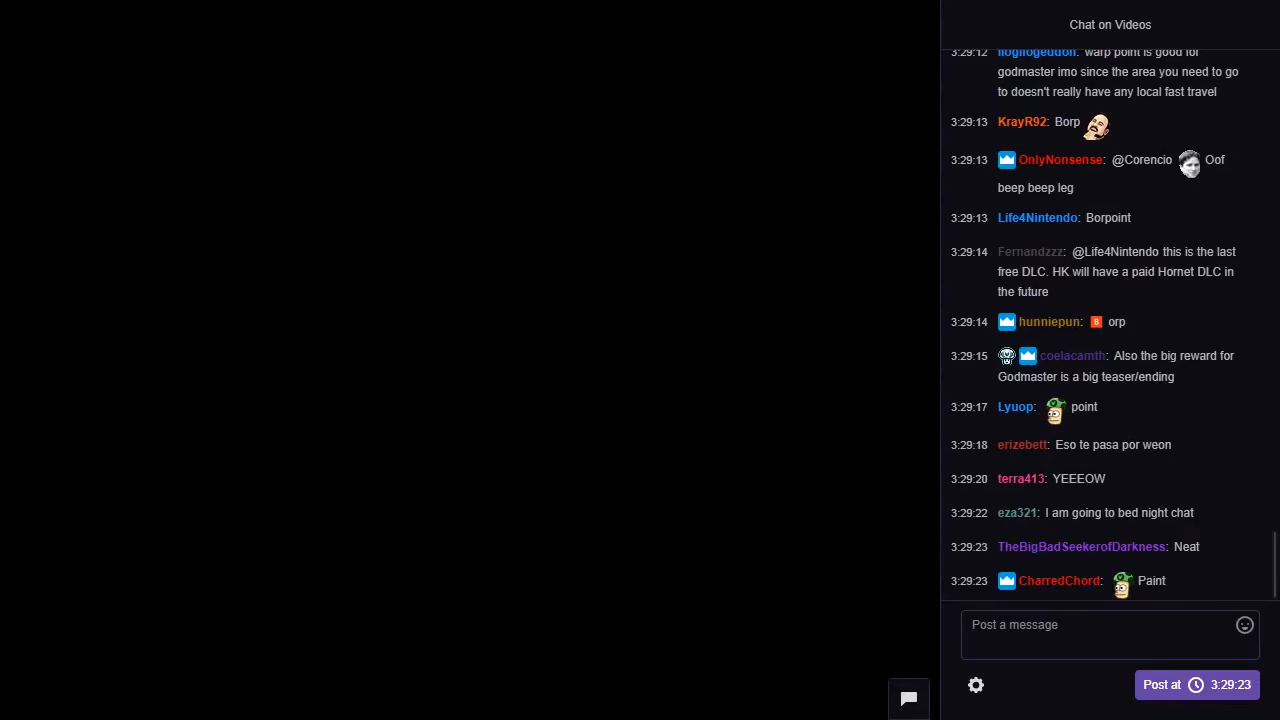 Chat on Videos
3:29:12 llogllogeddon: warp point is good for
godmaster imo since the area you need to go
to doesn't really have any local fast travel
3:29:13 KrayR92: Borp
3:29:13 OnlyNonsense: @Corencio Oof
beep beep leg
3:29:13 Life4Nintendo: Borpoint
3:29:14 Fernandzzz: @Life4Nintendo this is the last
free DLC. HK will have a paid Hornet DLC in
the future
3:29:14 hunniepun: 6 orp
3:29:15 coelacamth: Also the big reward for
Godmaster is a big teaser/ending
3:29:17 Lyuop: point
3:29:18 erizebett: Eso te pasa por weon
3:29:20 terra413: YEEEOW
3:29:22 eza321: I am going to bed night chat
3:29:23 TheBigBadSeekerofDarkness: Neat
3:29:23 CharredChord: Paint
Post a message
Post at 3:29:23